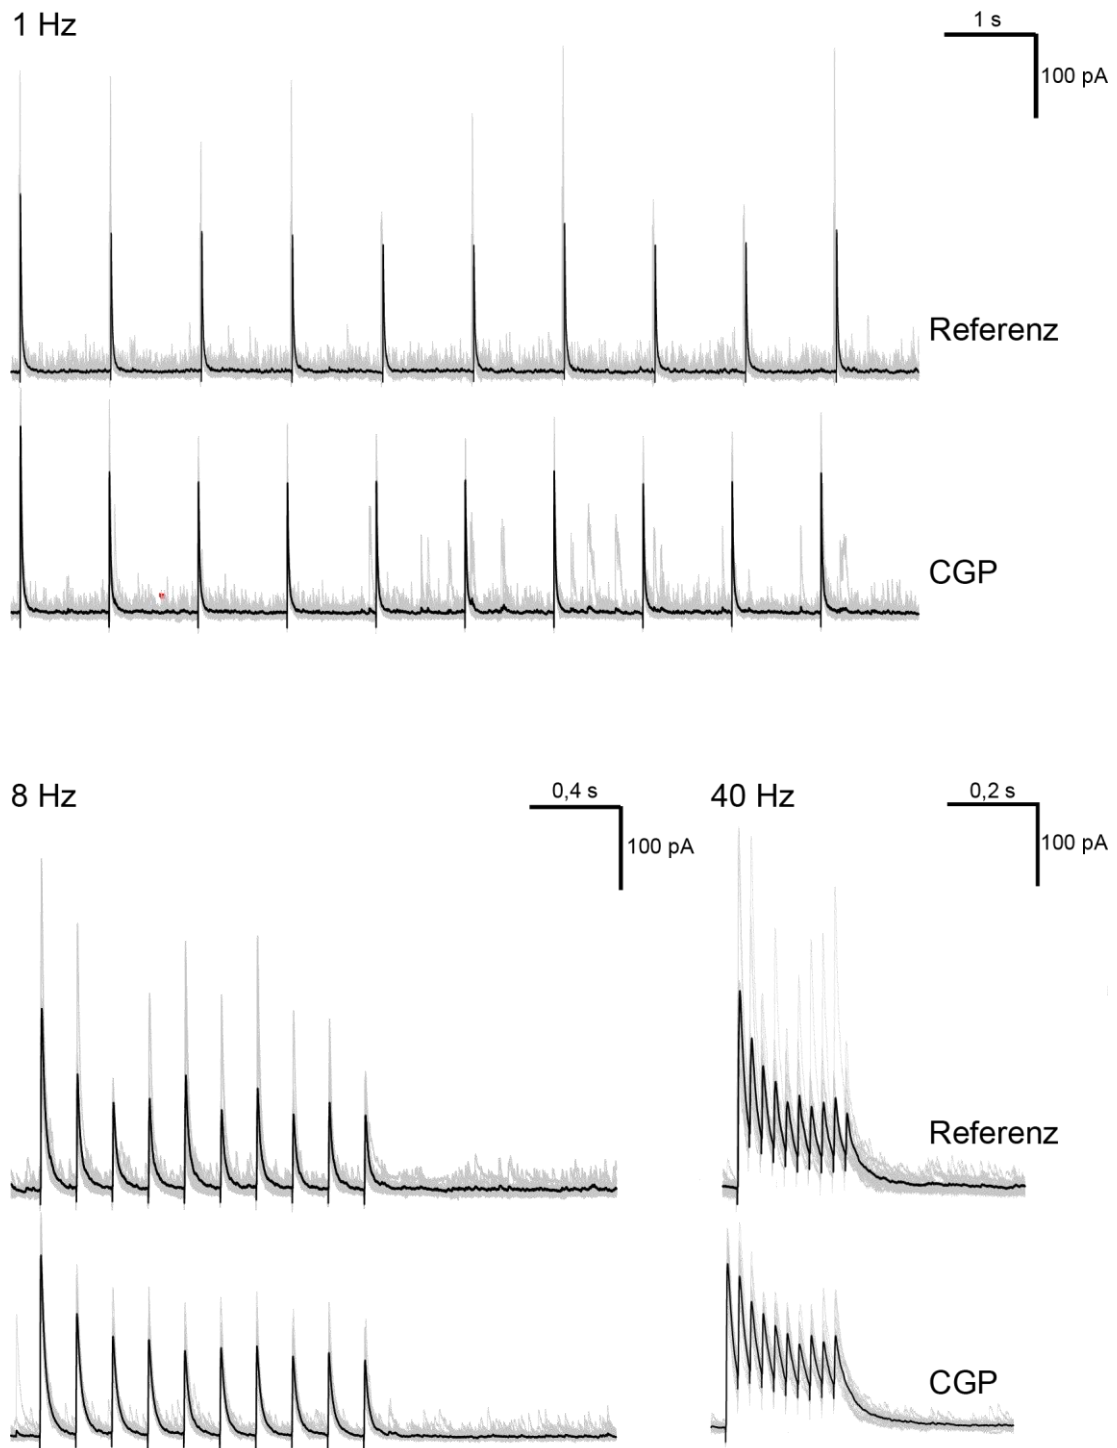 1 Hz
1 s
100 pA
Referenz
CGP
8 Hz
0,4 s
100 pA
40 Hz
0,2 s
100 pA
Referenz
CGP